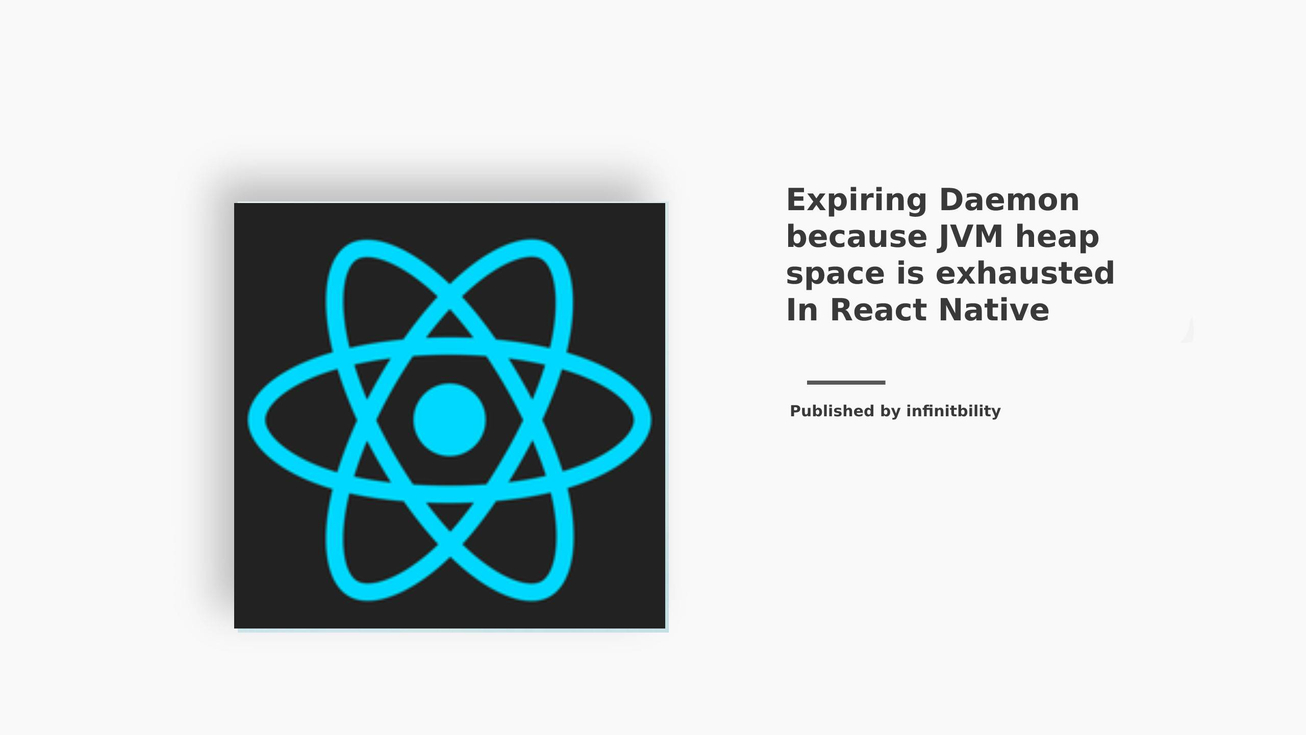 Expiring Daemon
because JVM heap
space is exhausted
In React Native
Published by infinitbility